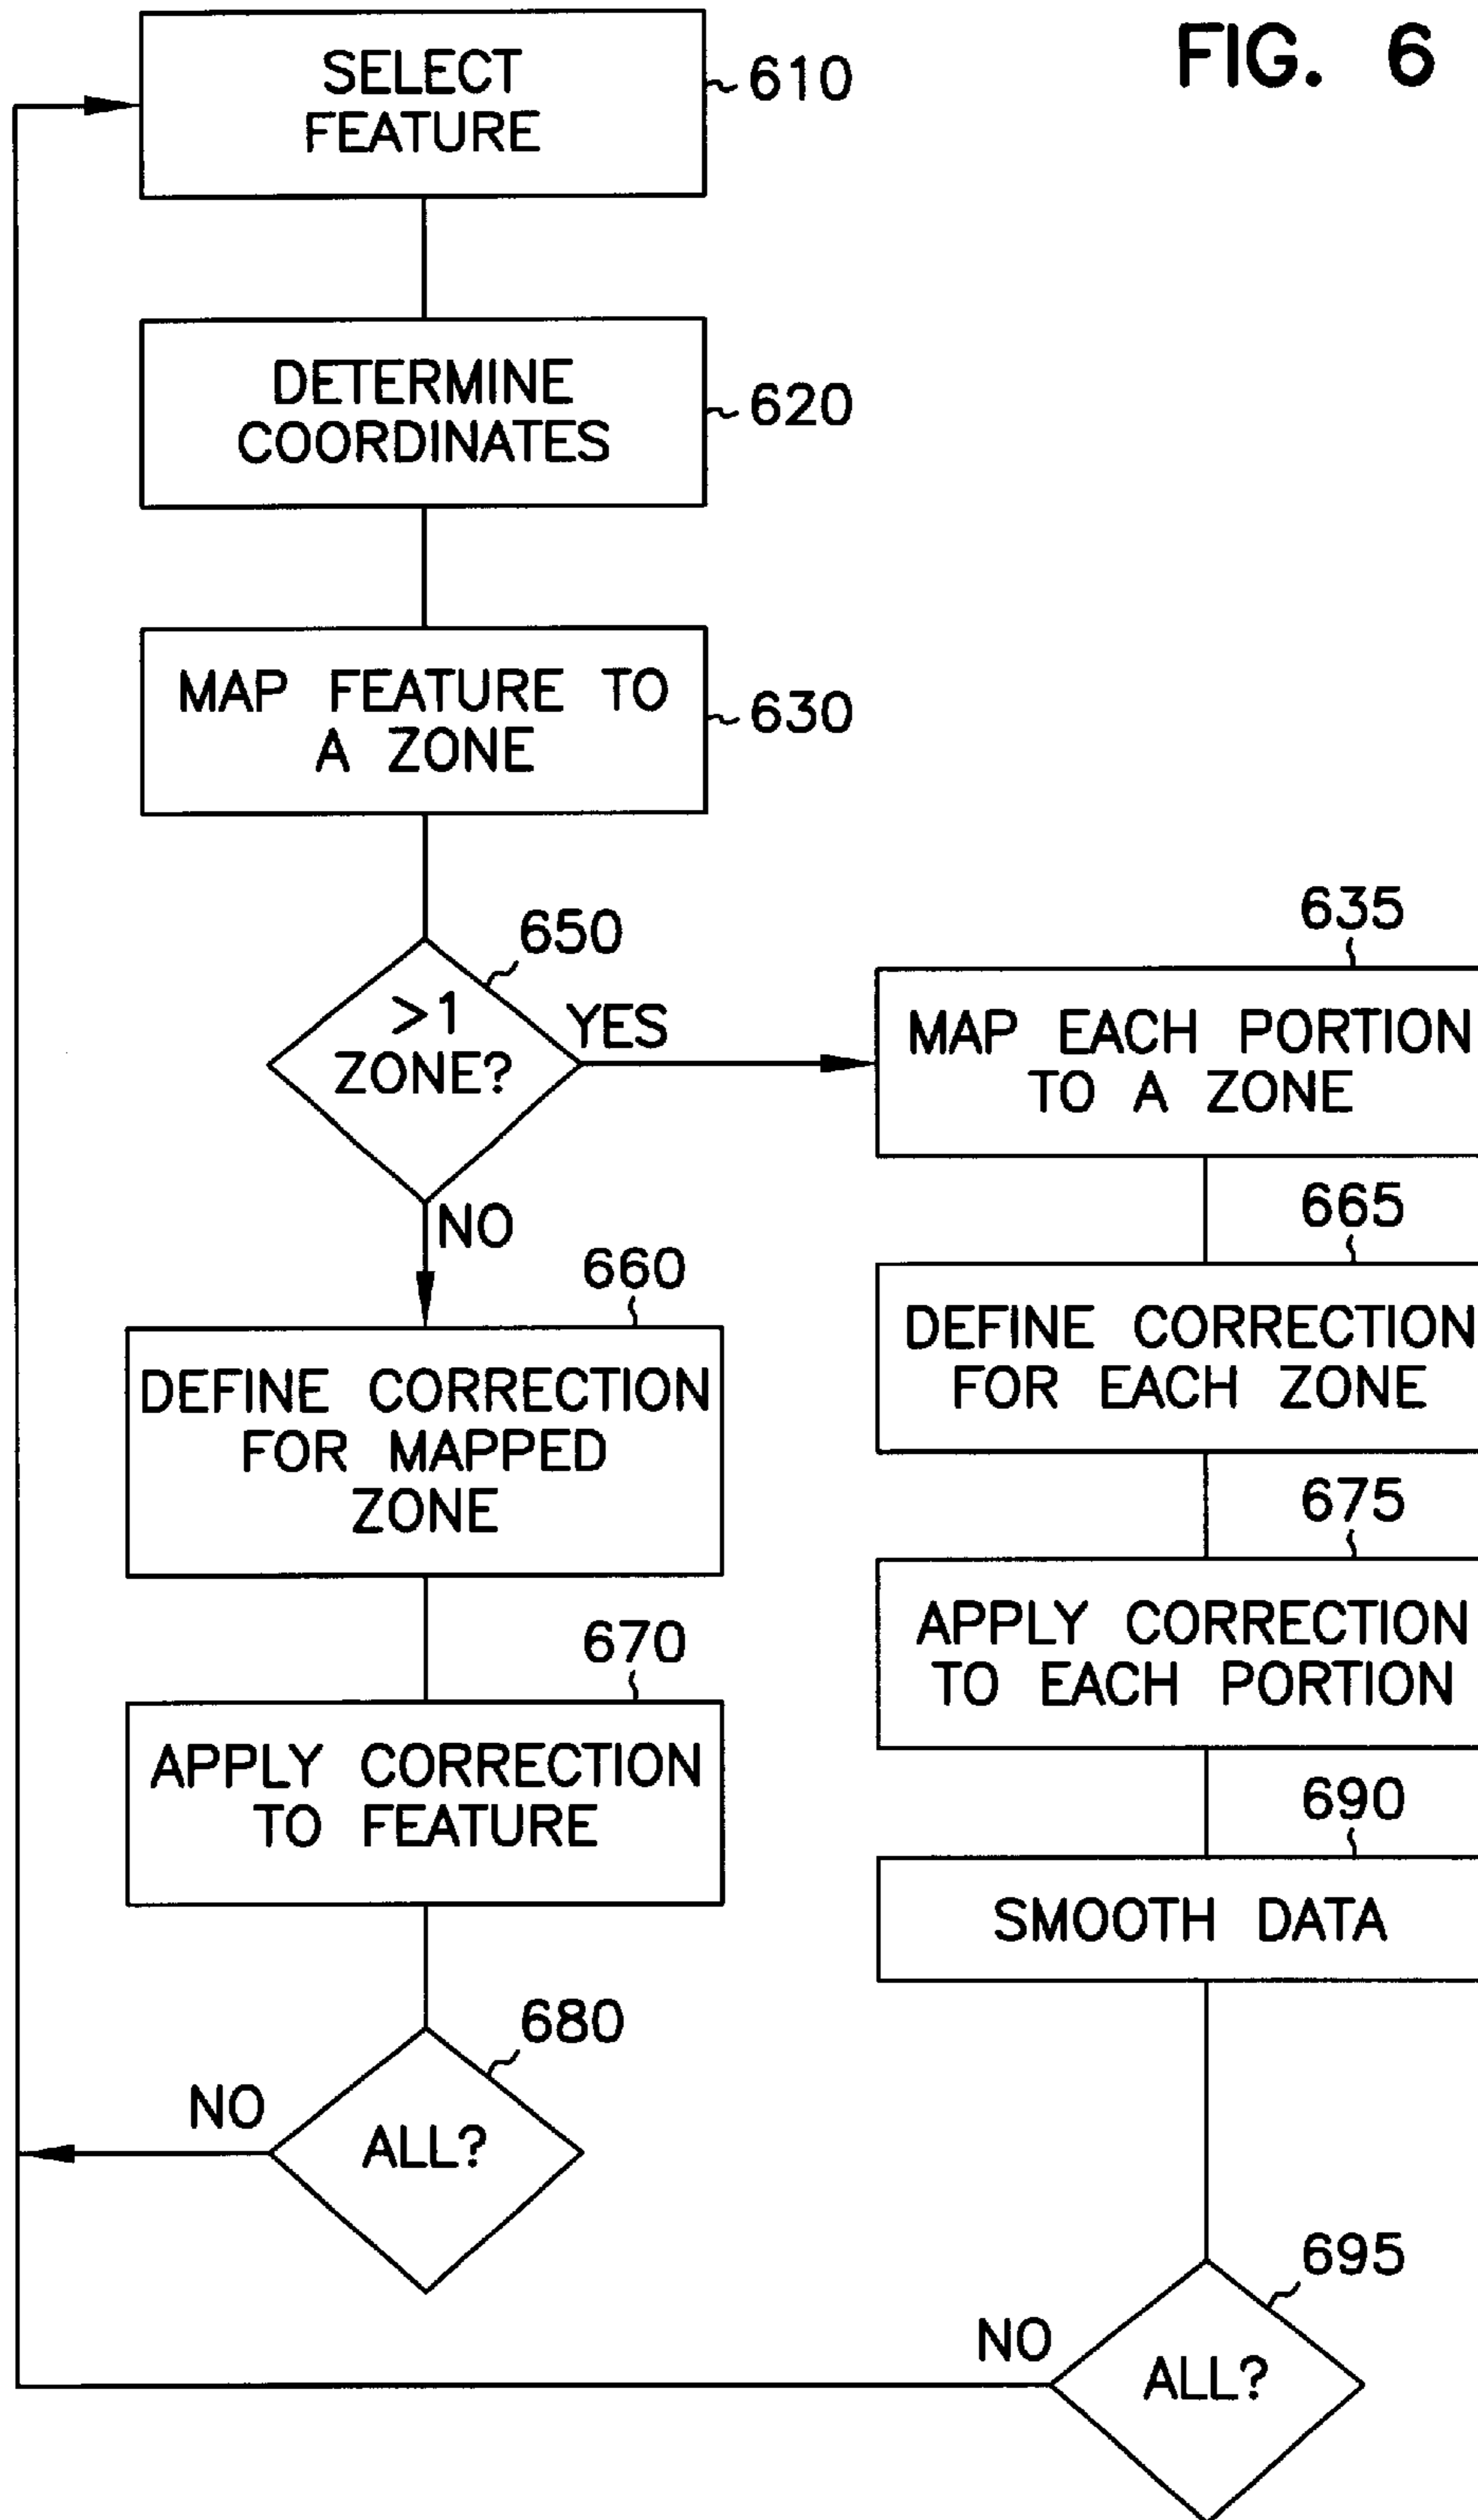 FIG. 6
SELECT
FEATURE
610
DETERMINE
COORDINATES
620
MAP FEATURE TO
A ZONE
630
650
>1
ZONE?
YES
NO
635
MAP EACH PORTION
TO A ZONE
665
DEFINE CORRECTION
FOR EACH ZONE
675
APPLY CORRECTION
TO EACH PORTION
690
SMOOTH DATA
695
ALL?
NO
660
DEFINE CORRECTION
FOR MAPPED
ZONE
670
APPLY CORRECTION
TO FEATURE
680
ALL?
NO